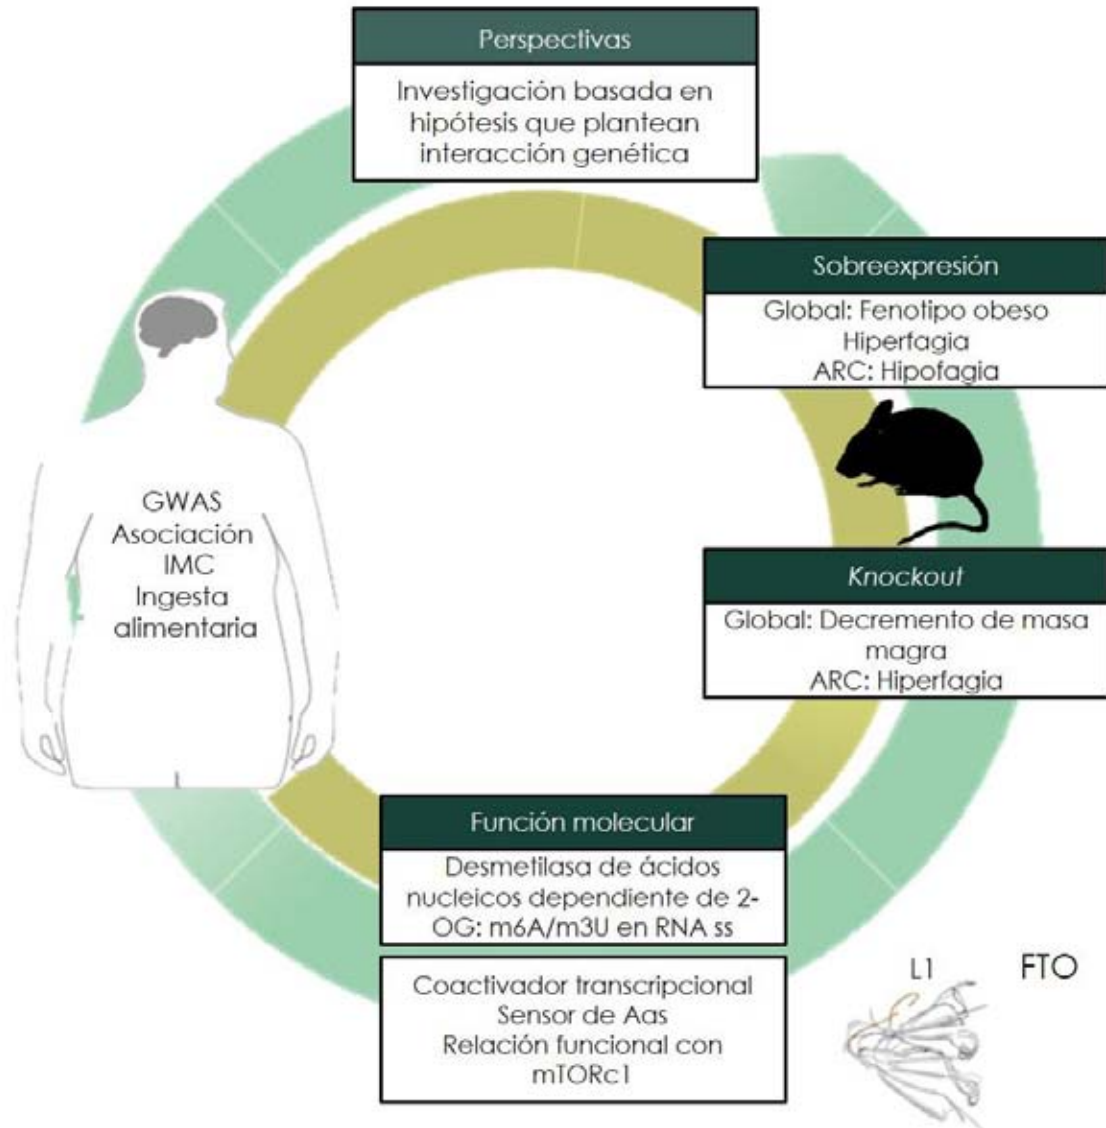 Perspectivas
Investigación basada en
hipótesis que plantean
interacción genética
Sobreexpresión
Global: Fenotipo obeso
Hiperfagia
ARC: Hipofagia
GWAS
Asociación
IMC
Ingesta
alimentaria
Knockout
Global: Decremento de masa
magra
ARC: Hiperfagia
Función molecular
Desmetilasa de ácidos
nucleicos dependiente de 2-
OG: m6A/m3U en RNA ss
Coactivador transcripcional
Sensor de Aas
Relación funcional con
mTORc1
L1 FTO